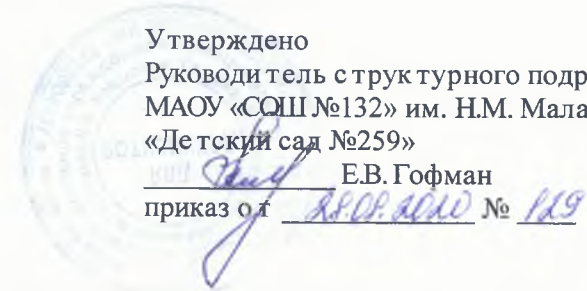 Утверждено
Руководитель структурного подр
МАОУ «СОШ №132» им. Н.М. Мала
«Детский сад №259»
Е.В. Гофман
приказ от 28.08.2020 № 129